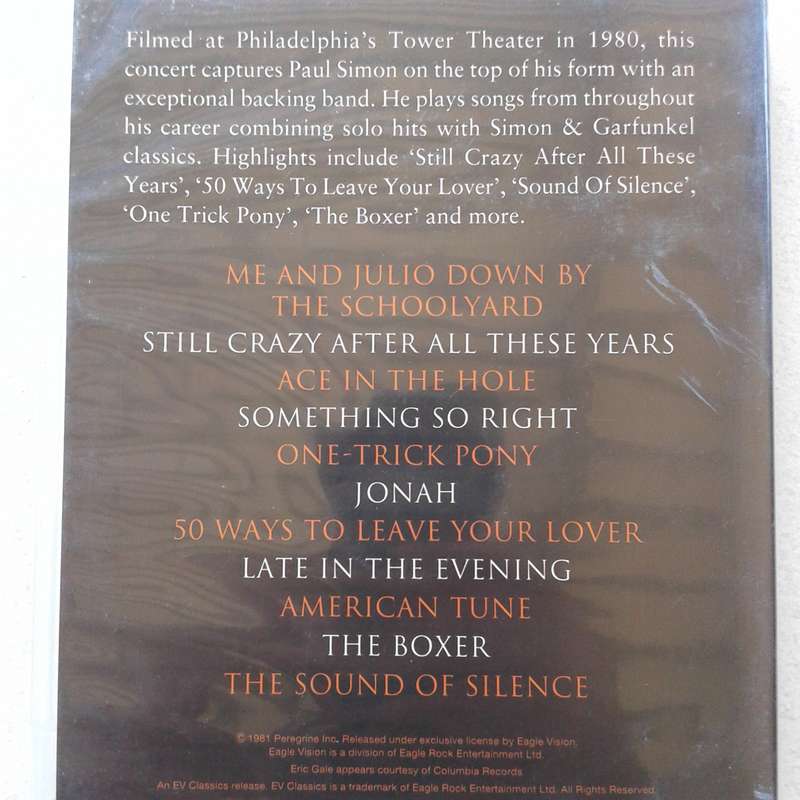 Filmed at Philadelphia's Tower Theater in 1980, this
concert captures Paul Simon on the top of his form with an
exceptional backing band. He plays songs from throughout
his career combining solo hits with Simon & Garfunkel
classics. Highlights include 'Still Crazy After All These
Years', '50 Ways To Leave Your Lover', 'Sound Of Silence',
'One Trick Pony', 'The Boxer' and more.
ME AND JULIO DOWN BY
THE SCHOOLYARD
STILL CRAZY AFTER ALL THESE YEARS
ACE IN THE HOLE
SOMETHING SO RIGHT
ONE-TRICK PONY
JONAH
50 WAYS TO LEAVE YOUR LOVER
LATE IN THE EVENING
AMERICAN TUNE
THE BOXER
THE SOUND OF SILENCE
© 1981 Peregrine Inc. Released under exclusive license by Eagle Vision.
Eagle Vision is a division of Eagle Rock Entertainment Ltd.
Eric Gale appears courtesy of Columbia Records
An EV Classics release. EV Classics is a trademark of Eagle Rock Entertainment Ltd. All Rights Reserved.